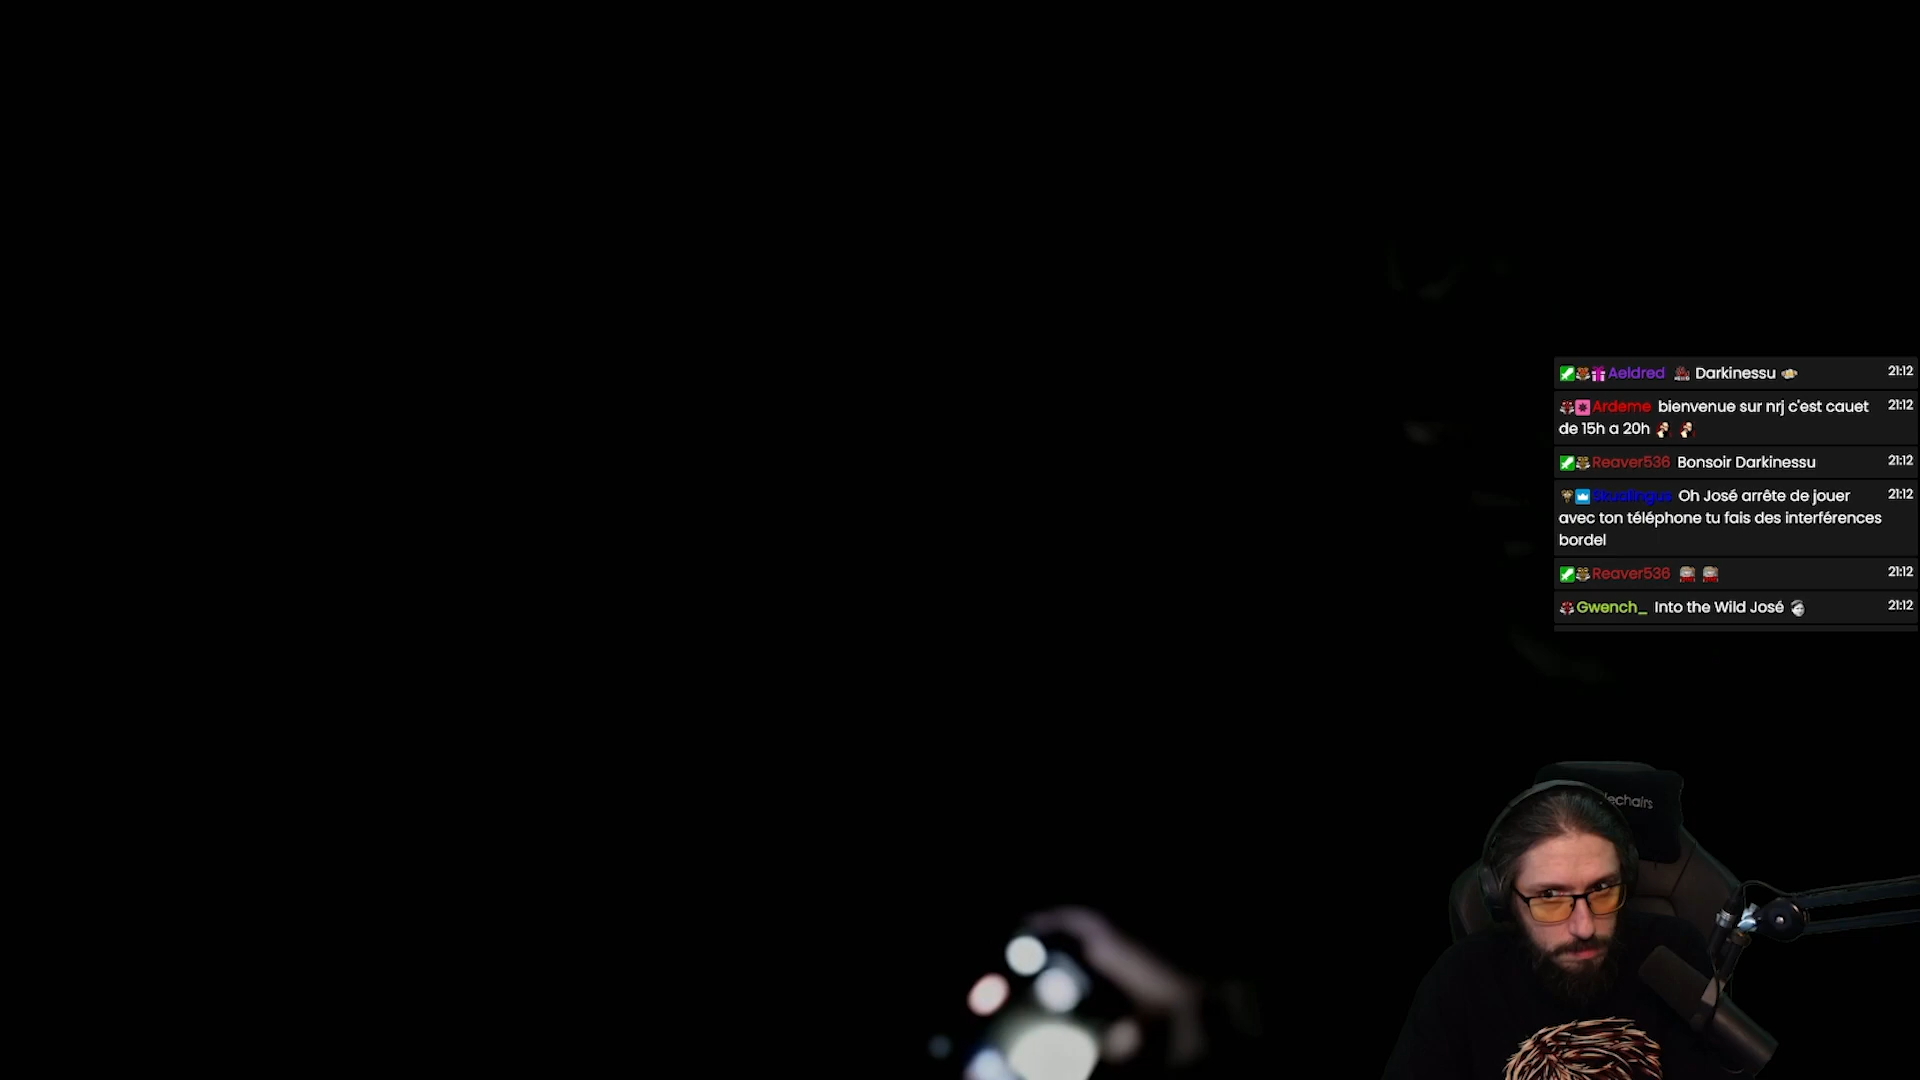 Aeldred Darkinessu 21:12
Ardeme bienvenue sur nrj c'est cauet 21:12
de 15h a 20h
Reaver536 Bonsoir Darkinessu 21:12
Oh José arrête de jouer 21:12
avec ton téléphone tu fais des interférences
bordel
Reaver536 21:12
Gwench_ Into the Wild José 21:12
echairs